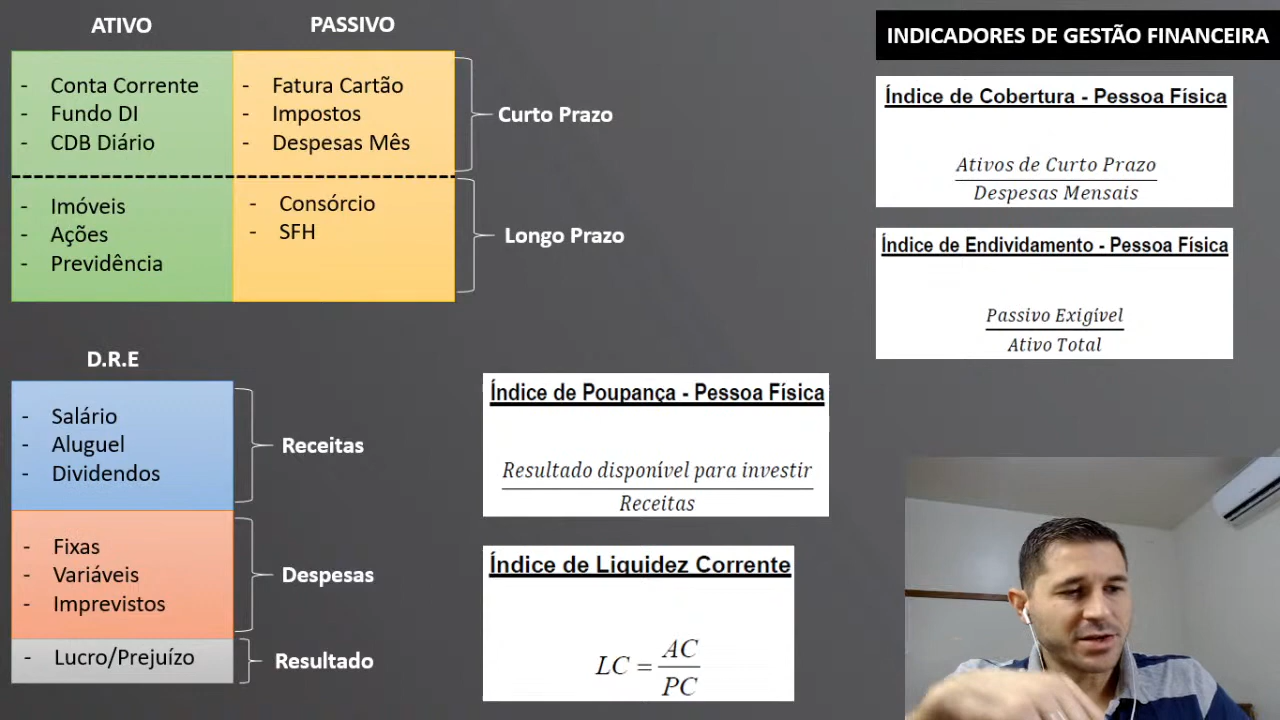 ATIVO
PASSIVO
- Conta Corrente
- Fundo DI
- CDB Diário
- Fatura Cartão
- Impostos
- Despesas Mês
Curto Prazo
- Imóveis
- Ações
- Previdência
- Consórcio
- SFH
Longo Prazo
INDICADORES DE GESTÃO FINANCEIRA
Índice de Cobertura - Pessoa Física
Ativos de Curto Prazo
Despesas Mensais
Índice de Endividamento - Pessoa Física
Passivo Exigível
Ativo Total
D.R.E
- Salário
- Aluguel
- Dividendos
Receitas
- Fixas
- Variáveis
- Imprevistos
Despesas
- Lucro/Prejuízo
Resultado
Índice de Poupança - Pessoa Física
Resultado disponível para investir
Receitas
Índice de Liquidez Corrente
LC = AC
PC